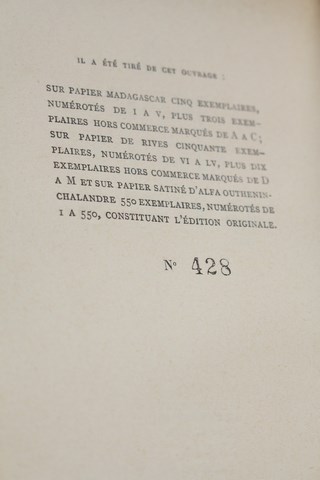 IL A ÉTÉ TIRÉ DE CET OUVRAGE :
SUR PAPIER MADAGASCAR CINQ EXEMPLAIRES,
NUMÉROTÉS DE I A V, PLUS TROIS EXEM-
PLAIRES HORS COMMERCE MARQUÉS DE A A C;
SUR PAPIER DE RIVES CINQUANTE EXEM-
PLAIRES, NUMÉROTÉS DE VI A LV, PLUS DIX
EXEMPLAIRES HORS COMMERCE MARQUÉS DE D
A M ET SUR PAPIER SATINÉ D'ALFA OUTHENIN-
CHALANDRE 550 EXEMPLAIRES, NUMÉROTÉS DE
1 A 550, CONSTITUANT L'ÉDITION ORIGINALE.
N° 428